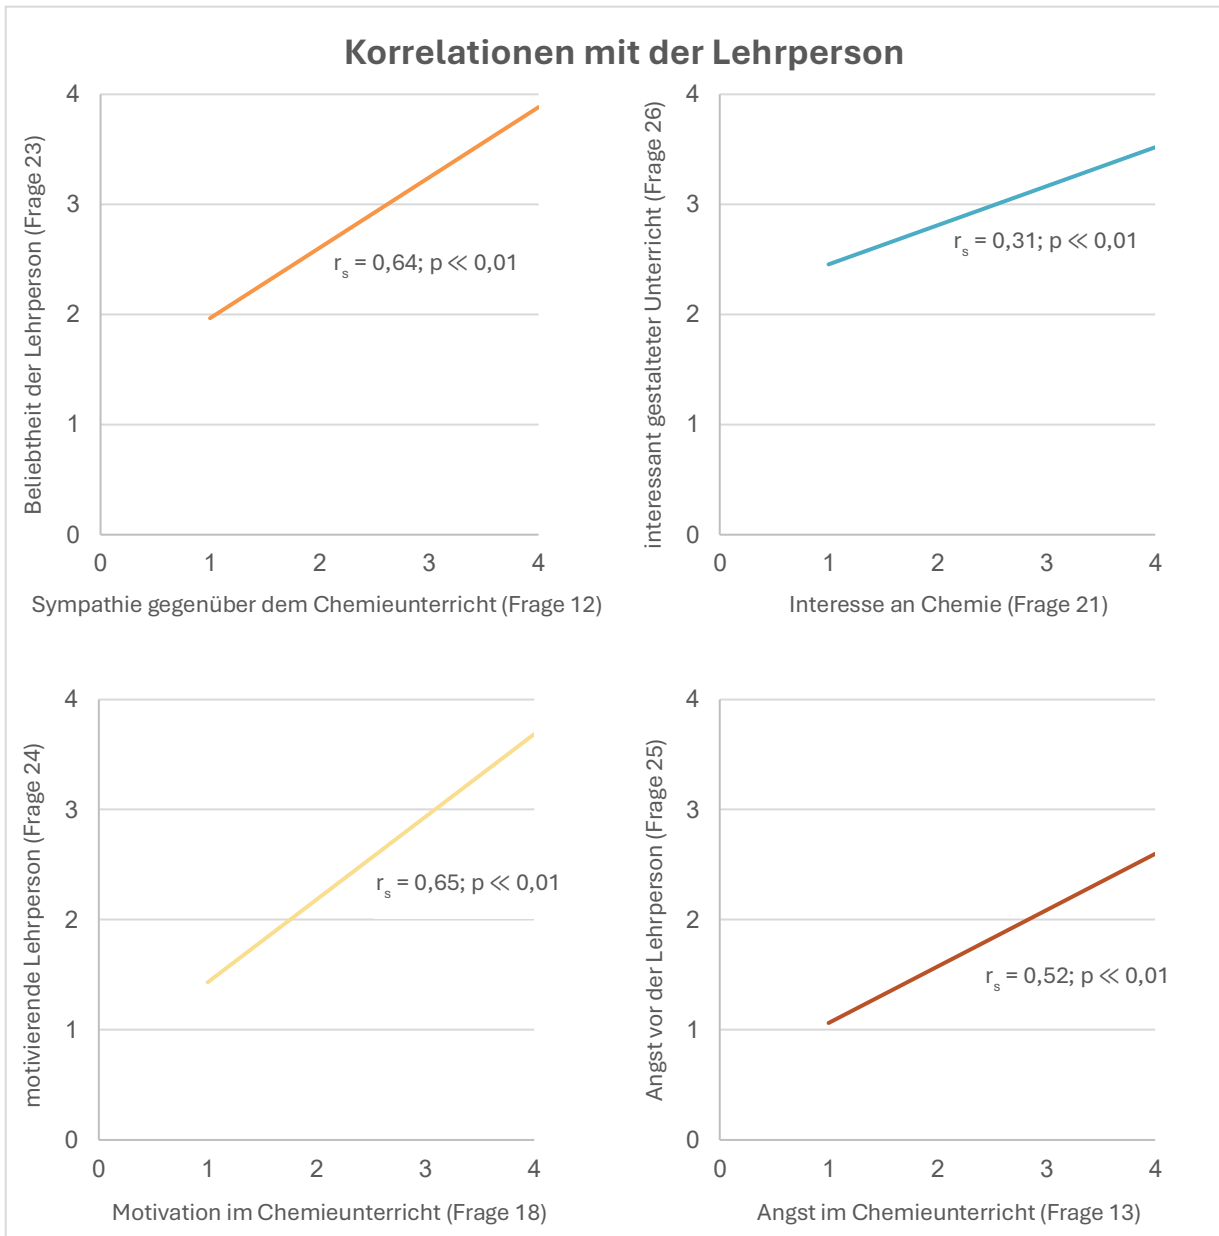 Korrelationen mit der Lehrperson
Beliebtheit der Lehrperson (Frage 23)
4
3
2
1
0
r_s = 0,64; p ≪ 0,01
0 1 2 3 4
Sympathie gegenüber dem Chemieunterricht (Frage 12)
interessant gestalteter Unterricht (Frage 26)
4
3
2
1
0
r_s = 0,31; p ≪ 0,01
0 1 2 3 4
Interesse an Chemie (Frage 21)
motivierende Lehrperson (Frage 24)
4
3
2
1
0
r_s = 0,65; p ≪ 0,01
0 1 2 3 4
Motivation im Chemieunterricht (Frage 18)
Angst vor der Lehrperson (Frage 25)
4
3
2
1
0
r_s = 0,52; p ≪ 0,01
0 1 2 3 4
Angst im Chemieunterricht (Frage 13)